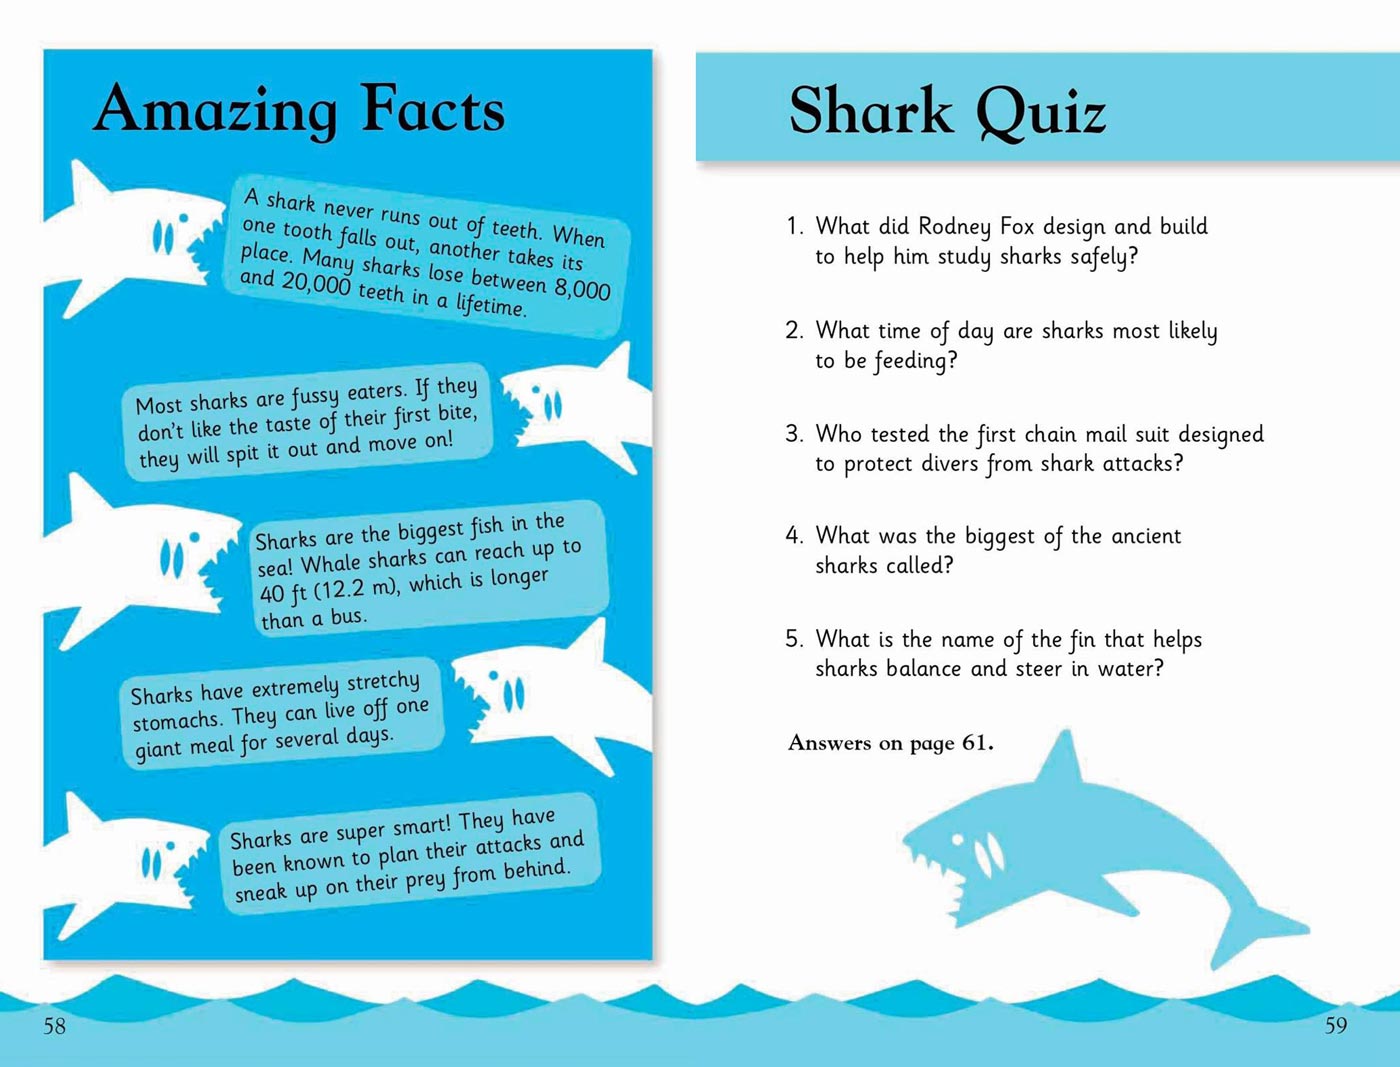 Amazing Facts
A shark never runs out of teeth. When
one tooth falls out, another takes its
place. Many sharks lose between 8,000
and 20,000 teeth in a lifetime.
Most sharks are fussy eaters. If they
don't like the taste of their first bite,
they will spit it out and move on!
Sharks are the biggest fish in the
sea! Whale sharks can reach up to
40 ft (12.2 m), which is longer
than a bus.
Sharks have extremely stretchy
stomachs. They can live off one
giant meal for several days.
Sharks are super smart! They have
been known to plan their attacks and
sneak up on their prey from behind.
58
Shark Quiz
1. What did Rodney Fox design and build
to help him study sharks safely?
2. What time of day are sharks most likely
to be feeding?
3. Who tested the first chain mail suit designed
to protect divers from shark attacks?
4. What was the biggest of the ancient
sharks called?
5. What is the name of the fin that helps
sharks balance and steer in water?
Answers on page 61.
59